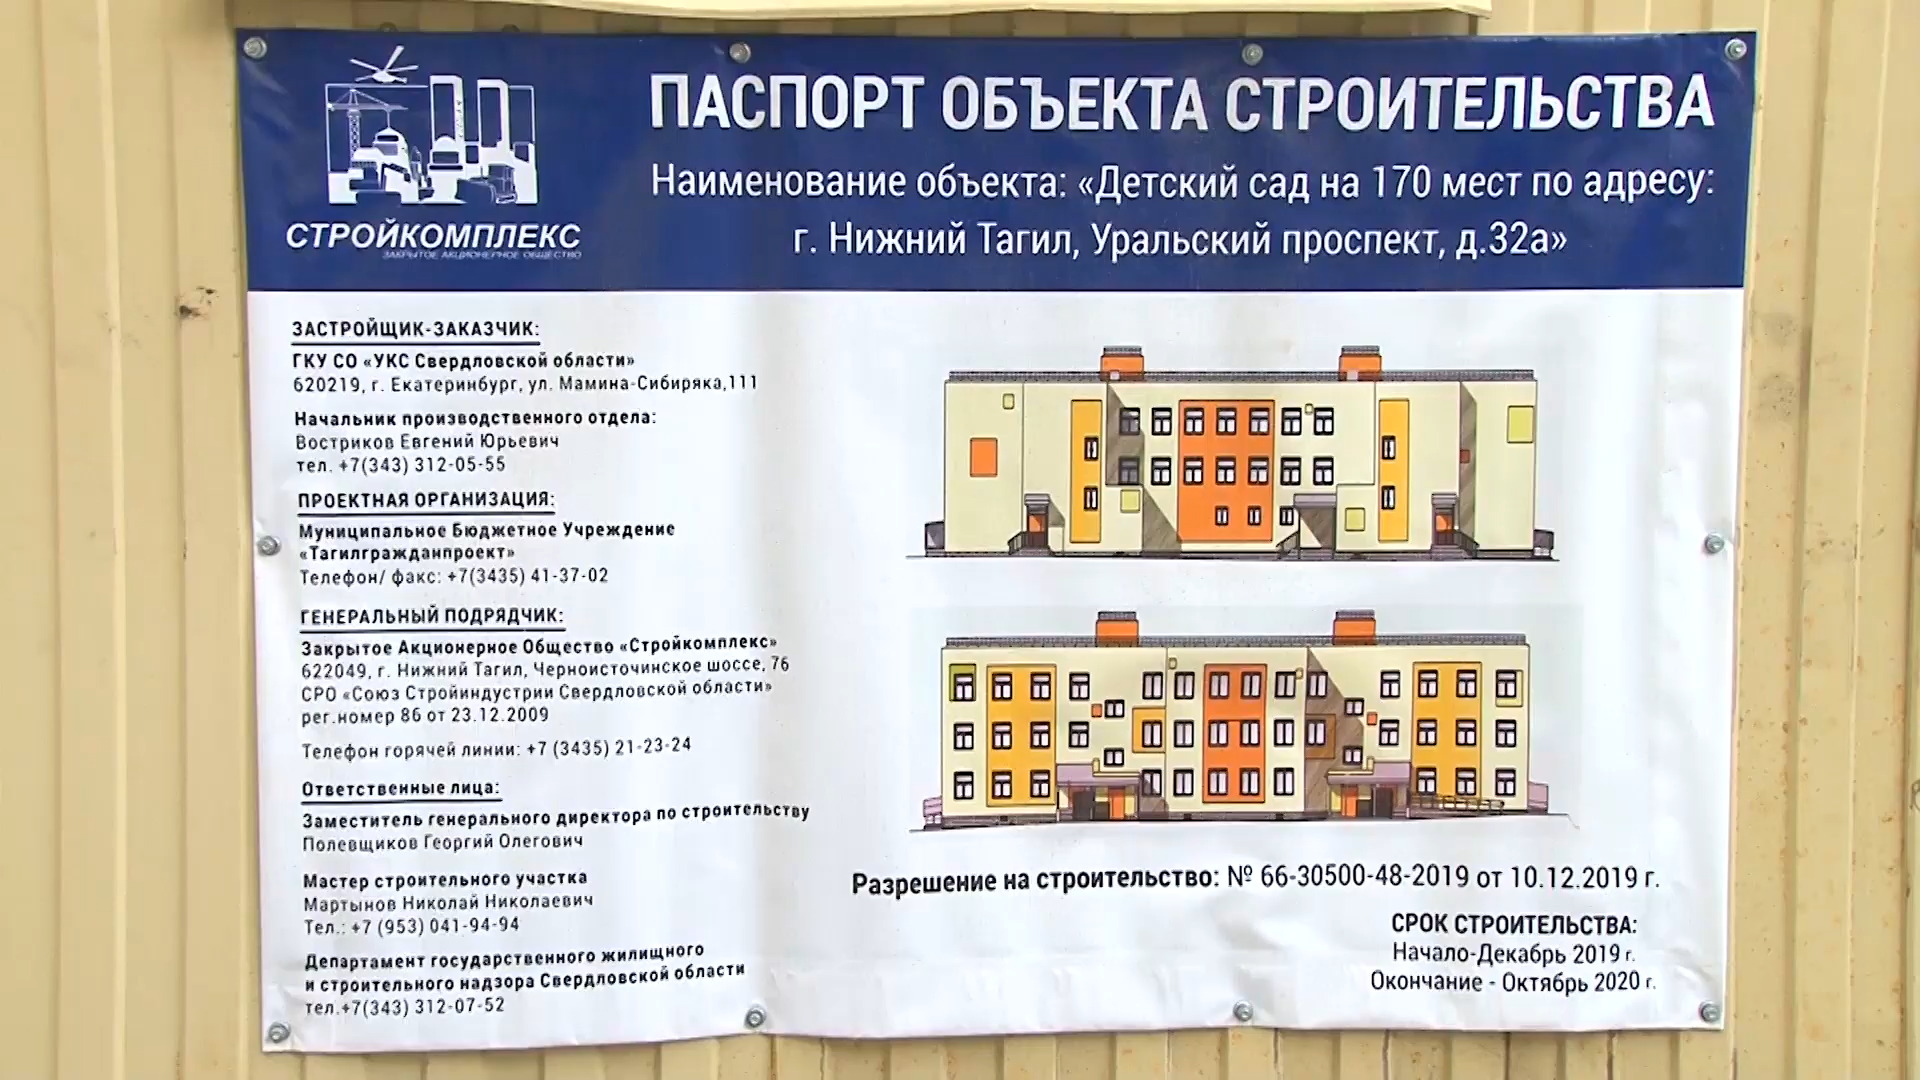 СТРОЙКОМПЛЕКС
ЗАКРЫТОЕ АКЦИОНЕРНОЕ ОБЩЕСТВО
ПАСПОРТ ОБЪЕКТА СТРОИТЕЛЬСТВА
Наименование объекта: «Детский сад на 170 мест по адресу:
г. Нижний Тагил, Уральский проспект, д.32а»
ЗАСТРОЙЩИК-ЗАКАЗЧИК:
ГКУ СО «УКС Свердловской области»
620219, г. Екатеринбург, ул. Мамина-Сибиряка,111
Начальник производственного отдела:
Востриков Евгений Юрьевич
тел. +7(343) 312-05-55
ПРОЕКТНАЯ ОРГАНИЗАЦИЯ:
Муниципальное Бюджетное Учреждение
«Тагилгражданпроект»
Телефон/ факс: +7(3435) 41-37-02
ГЕНЕРАЛЬНЫЙ ПОДРЯДЧИК:
Закрытое Акционерное Общество «Стройкомплекс»
622049, г. Нижний Тагил, Черноисточинское шоссе, 76
СРО «Союз Стройиндустрии Свердловской области»
рег.номер 86 от 23.12.2009
Телефон горячей линии: +7 (3435) 21-23-24
Ответственные лица:
Заместитель генерального директора по строительству
Полевщиков Георгий Олегович
Мастер строительного участка
Мартынов Николай Николаевич
Тел.: +7 (953) 041-94-94
Департамент государственного жилищного
и строительного надзора Свердловской области
тел.+7(343) 312-07-52
Разрешение на строительство: № 66-30500-48-2019 от 10.12.2019 г.
СРОК СТРОИТЕЛЬСТВА:
Начало-Декабрь 2019 г.
Окончание - Октябрь 2020 г.